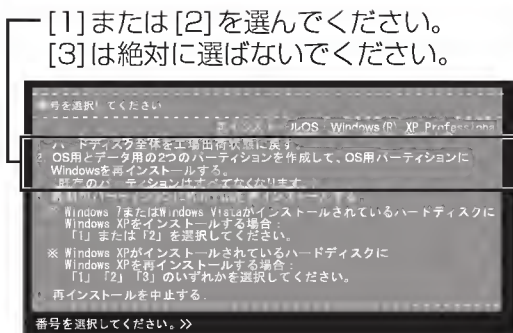 [1]または[2]を選んでください。
[3]は絶対に選ばないでください。
号を選択 てください
ルOS Windows(R) XP Professional
ハードディスク全体を工場出荷状態に戻す
2 OS用とデータ用の2つのパーティションを作成して、OS用パーティションに
Windowsを再インストールする。
既存のパーティションはすべてなくなります
※ Windows 7またはWindows Vistaがインストールされているハードディスクに
Windows XPをインストールする場合:
「1」または「2」を選択してください。
※ Windows XPがインストールされているハードディスクに
Windows XPを再インストールする場合:
「1」「2」「3」のいずれかを選択してください。
再インストールを中止する.
番号を選択してください。≫